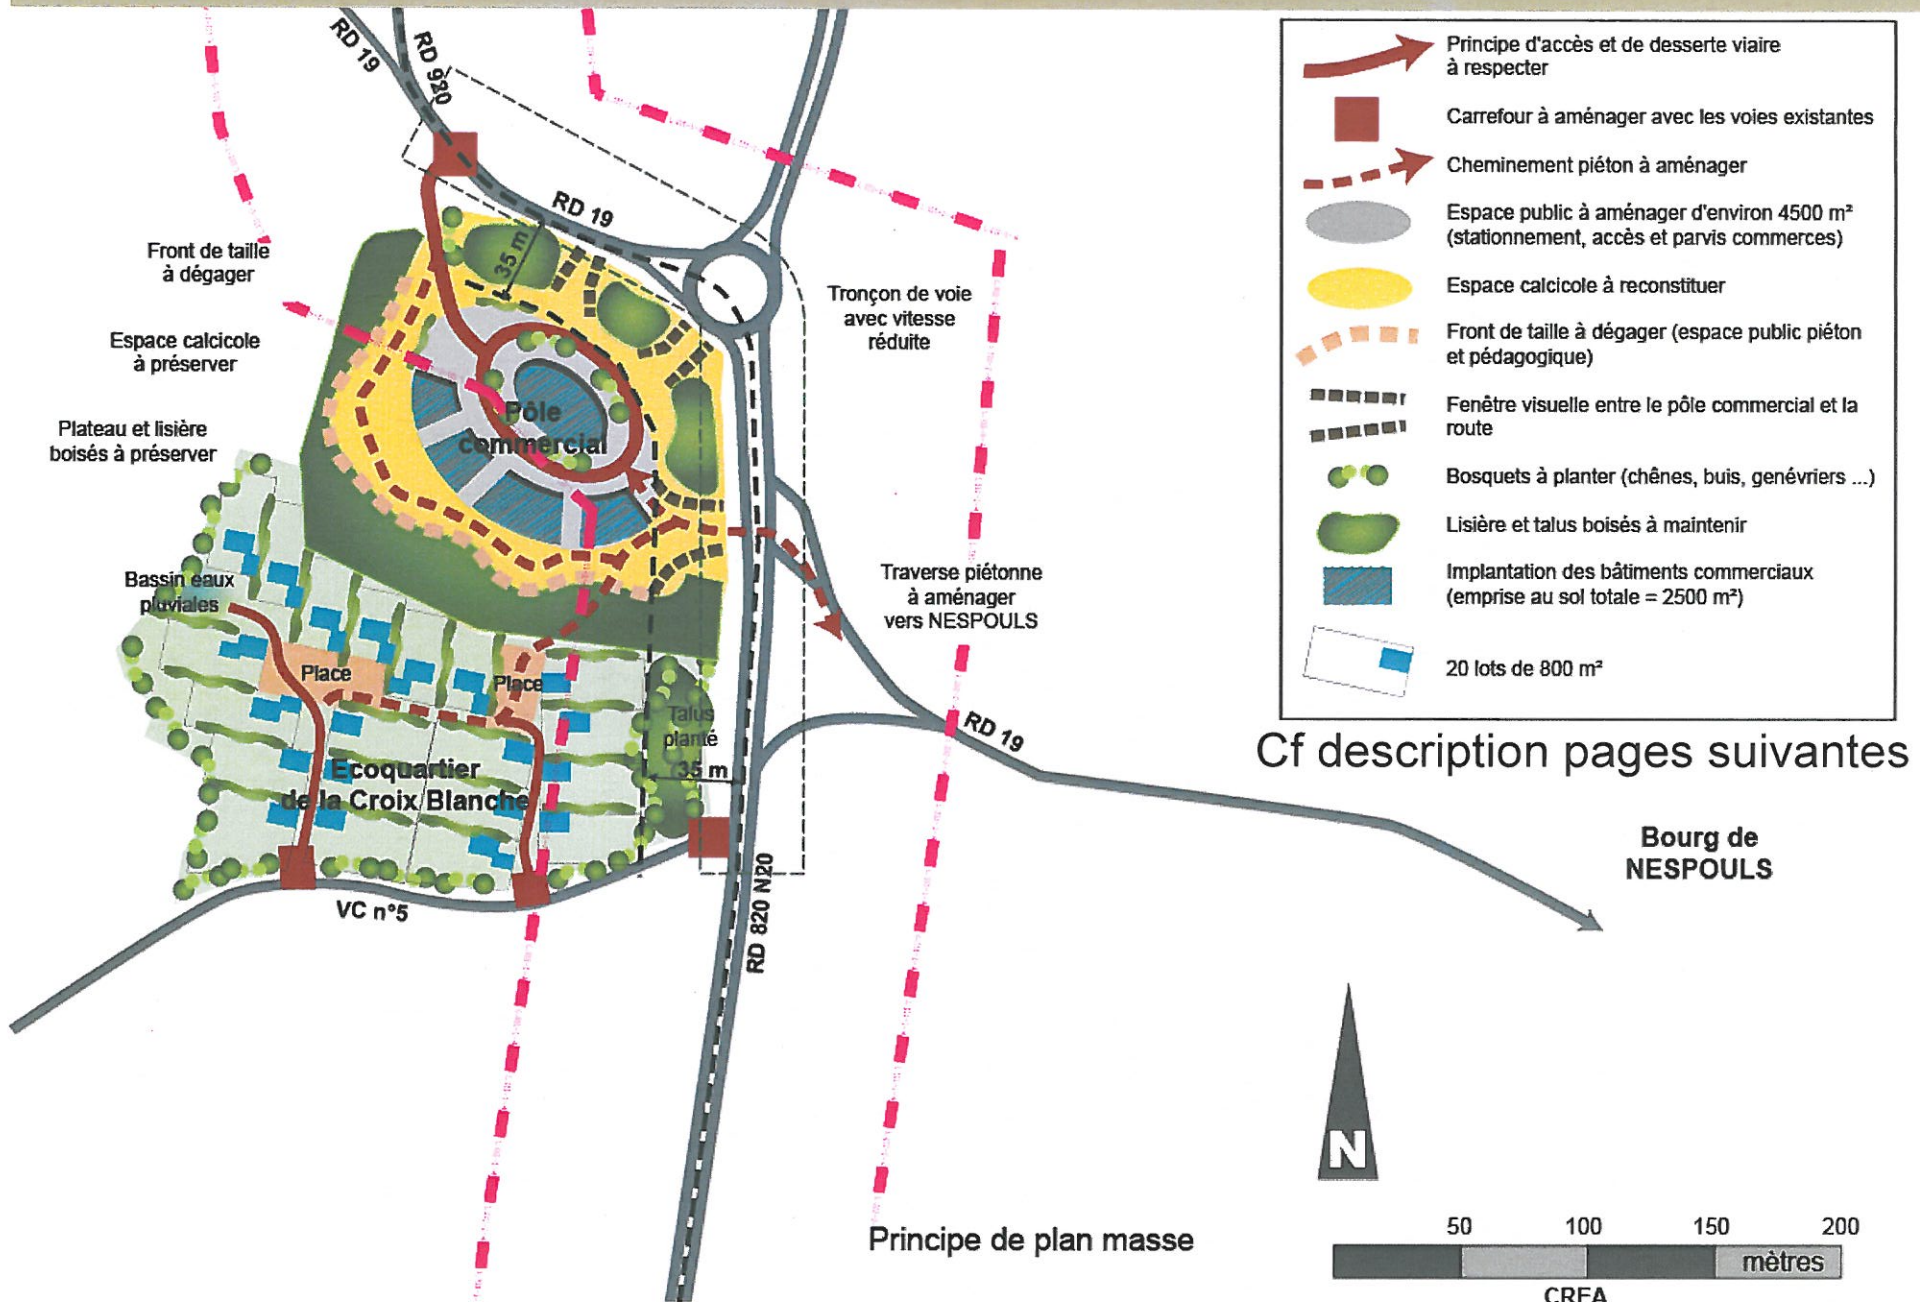 RD 19
RD 920
RD 19
35 m
Front de taille
à dégager
Espace calcicole
à préserver
Plateau et lisière
boisés à préserver
Tronçon de voie
avec vitesse
réduite
Pôle
commercial
Bassin eaux
pluviales
Traverse piétonne
à aménager
vers NESPOULS
Place
Place
Talus
planté
35 m
Ecoquartier
de la Croix Blanche
RD 19
VC n°5
RD 820 N20
Bourg de
NESPOULS
Principe d'accès et de desserte viaire
à respecter
Carrefour à aménager avec les voies existantes
Cheminement piéton à aménager
Espace public à aménager d'environ 4500 m²
(stationnement, accès et parvis commerces)
Espace calcicole à reconstituer
Front de taille à dégager (espace public piéton
et pédagogique)
Fenêtre visuelle entre le pôle commercial et la
route
Bosquets à planter (chênes, buis, genévriers ...)
Lisière et talus boisés à maintenir
Implantation des bâtiments commerciaux
(emprise au sol totale = 2500 m²)
20 lots de 800 m²
Cf description pages suivantes
N
Principe de plan masse
50 100 150 200
mètres
CREA